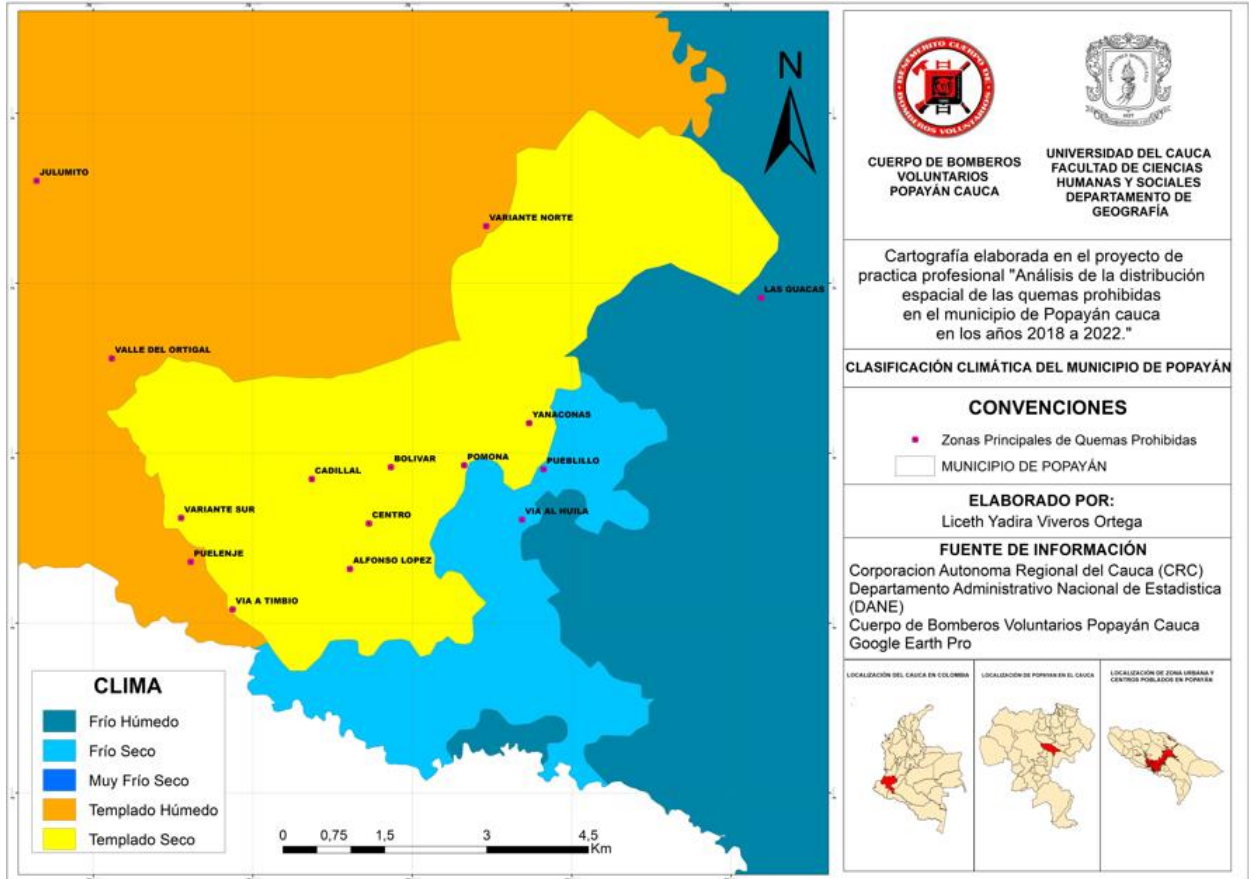 N
JULUMITO
VARIANTE NORTE
LAS GUACAS
VALLE DEL ORTIGAL
YANACONAS
BOLIVAR
POMONA
PUEBLILLO
CADILLAL
VARIANTE SUR
CENTRO
VIA AL HUILA
PUELENJE
ALFONSO LOPEZ
VIA A TIMBIO
CLIMA
Frío Húmedo
Frío Seco
Muy Frío Seco
Templado Húmedo
Templado Seco
0 0,75 1,5 3 4,5
Km
BENEMERITO CUERPO DE
BOMBEROS VOLUNTARIOS
CUERPO DE BOMBEROS
VOLUNTARIOS
POPAYÁN CAUCA
UNIVERSIDAD DEL CAUCA
FACULTAD DE CIENCIAS
HUMANAS Y SOCIALES
DEPARTAMENTO DE
GEOGRAFÍA
Cartografía elaborada en el proyecto de
practica profesional "Análisis de la distribución
espacial de las quemas prohibidas
en el municipio de Popayán cauca
en los años 2018 a 2022."
CLASIFICACIÓN CLIMÁTICA DEL MUNICIPIO DE POPAYÁN
CONVENCIONES
Zonas Principales de Quemas Prohibidas
MUNICIPIO DE POPAYÁN
ELABORADO POR:
Liceth Yadira Viveros Ortega
FUENTE DE INFORMACIÓN
Corporacion Autonoma Regional del Cauca (CRC)
Departamento Administrativo Nacional de Estadistica
(DANE)
Cuerpo de Bomberos Voluntarios Popayán Cauca
Google Earth Pro
LOCALIZACIÓN DEL CAUCA EN COLOMBIA
LOCALIZACIÓN DE POPAYAN EN EL CAUCA
LOCALIZACIÓN DE ZONA URBANA Y
CENTROS POBLADOS EN POPAYÁN